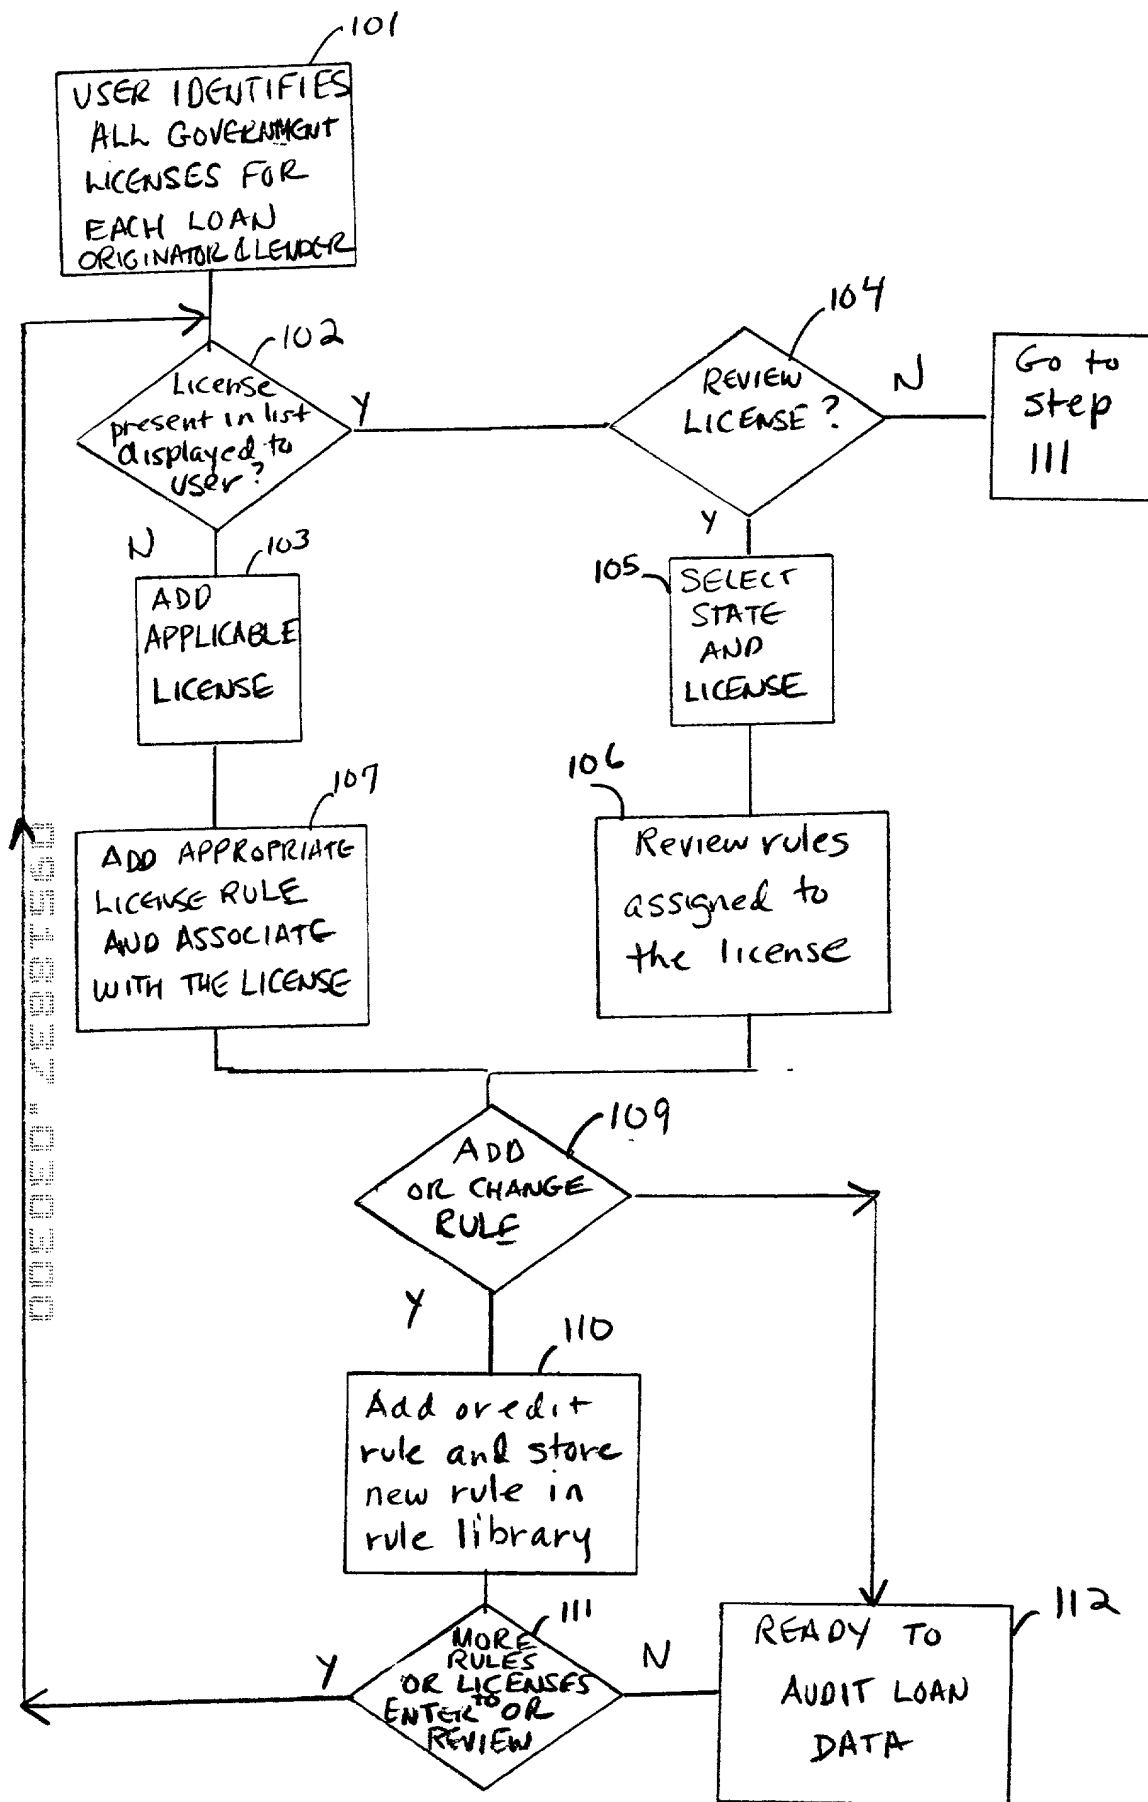 101
USER IDENTIFIES
ALL GOVERNMENT
LICENSES FOR
EACH LOAN
ORIGINATOR & LENDER
102
License
present in list
displayed to
user?
Y
N
104
REVIEW
LICENSE?
N
Y
Go to
step
111
103
ADD
APPLICABLE
LICENSE
105
SELECT
STATE
AND
LICENSE
107
ADD APPROPRIATE
LICENSE RULE
AND ASSOCIATE
WITH THE LICENSE
106
Review rules
assigned to
the license
109
ADD
OR CHANGE
RULE
Y
110
Add or edit
rule and store
new rule in
rule library
111
MORE
RULES
OR LICENSES
ENTER TO OR
REVIEW
Y
N
112
READY TO
AUDIT LOAN
DATA